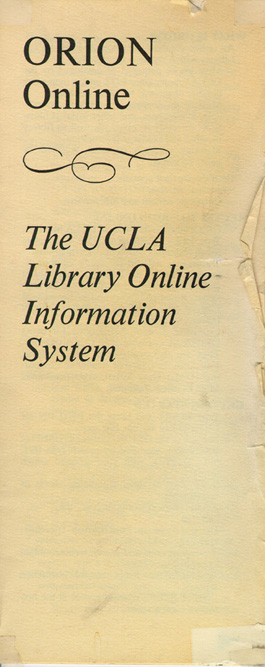 ORION
Online
The UCLA
Library Online
Information
System